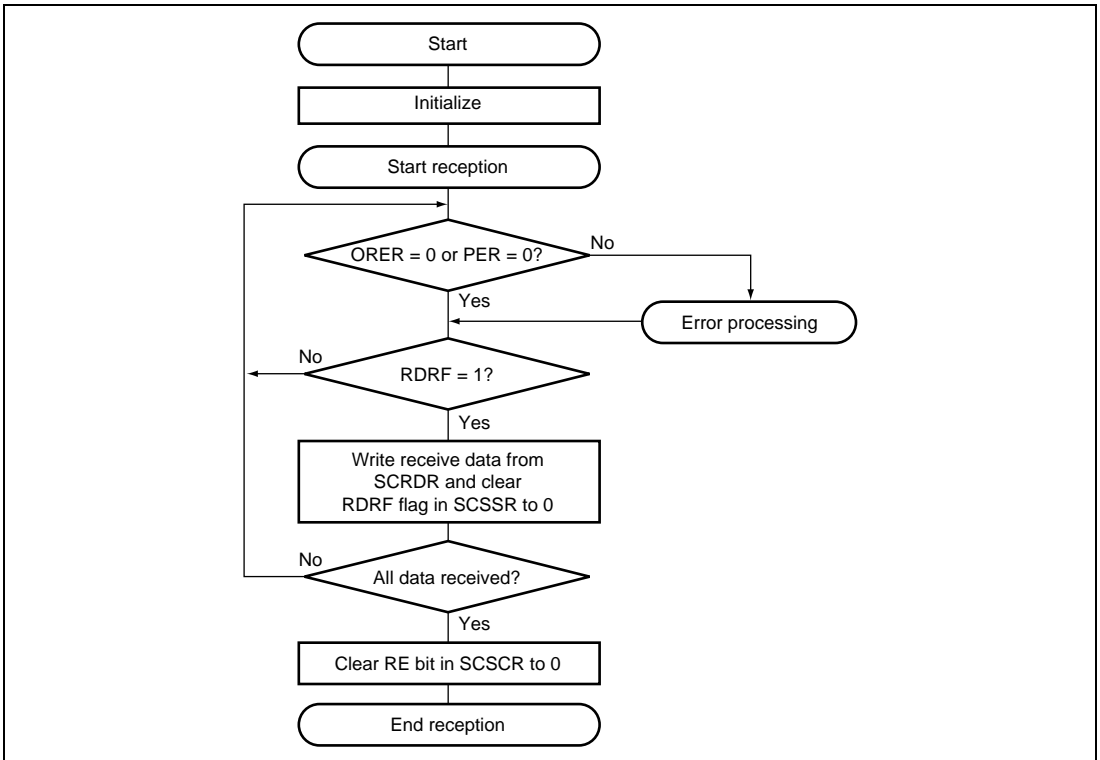 Start
Initialize
Start reception
ORER = 0 or PER = 0?
No
Yes
Error processing
No
RDRF = 1?
Yes
Write receive data from
SCRDR and clear
RDRF flag in SCSSR to 0
No
All data received?
Yes
Clear RE bit in SCSCR to 0
End reception